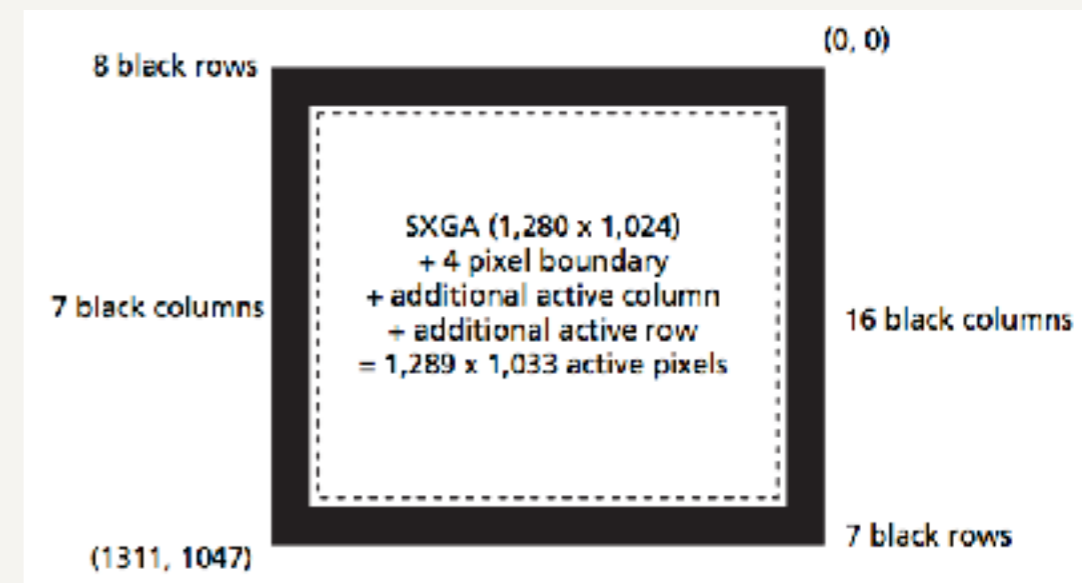 (0, 0)
8 black rows
SXGA (1,280 x 1,024)
+ 4 pixel boundary
+ additional active column
+ additional active row
= 1,289 x 1,033 active pixels
7 black columns
16 black columns
7 black rows
(1311, 1047)